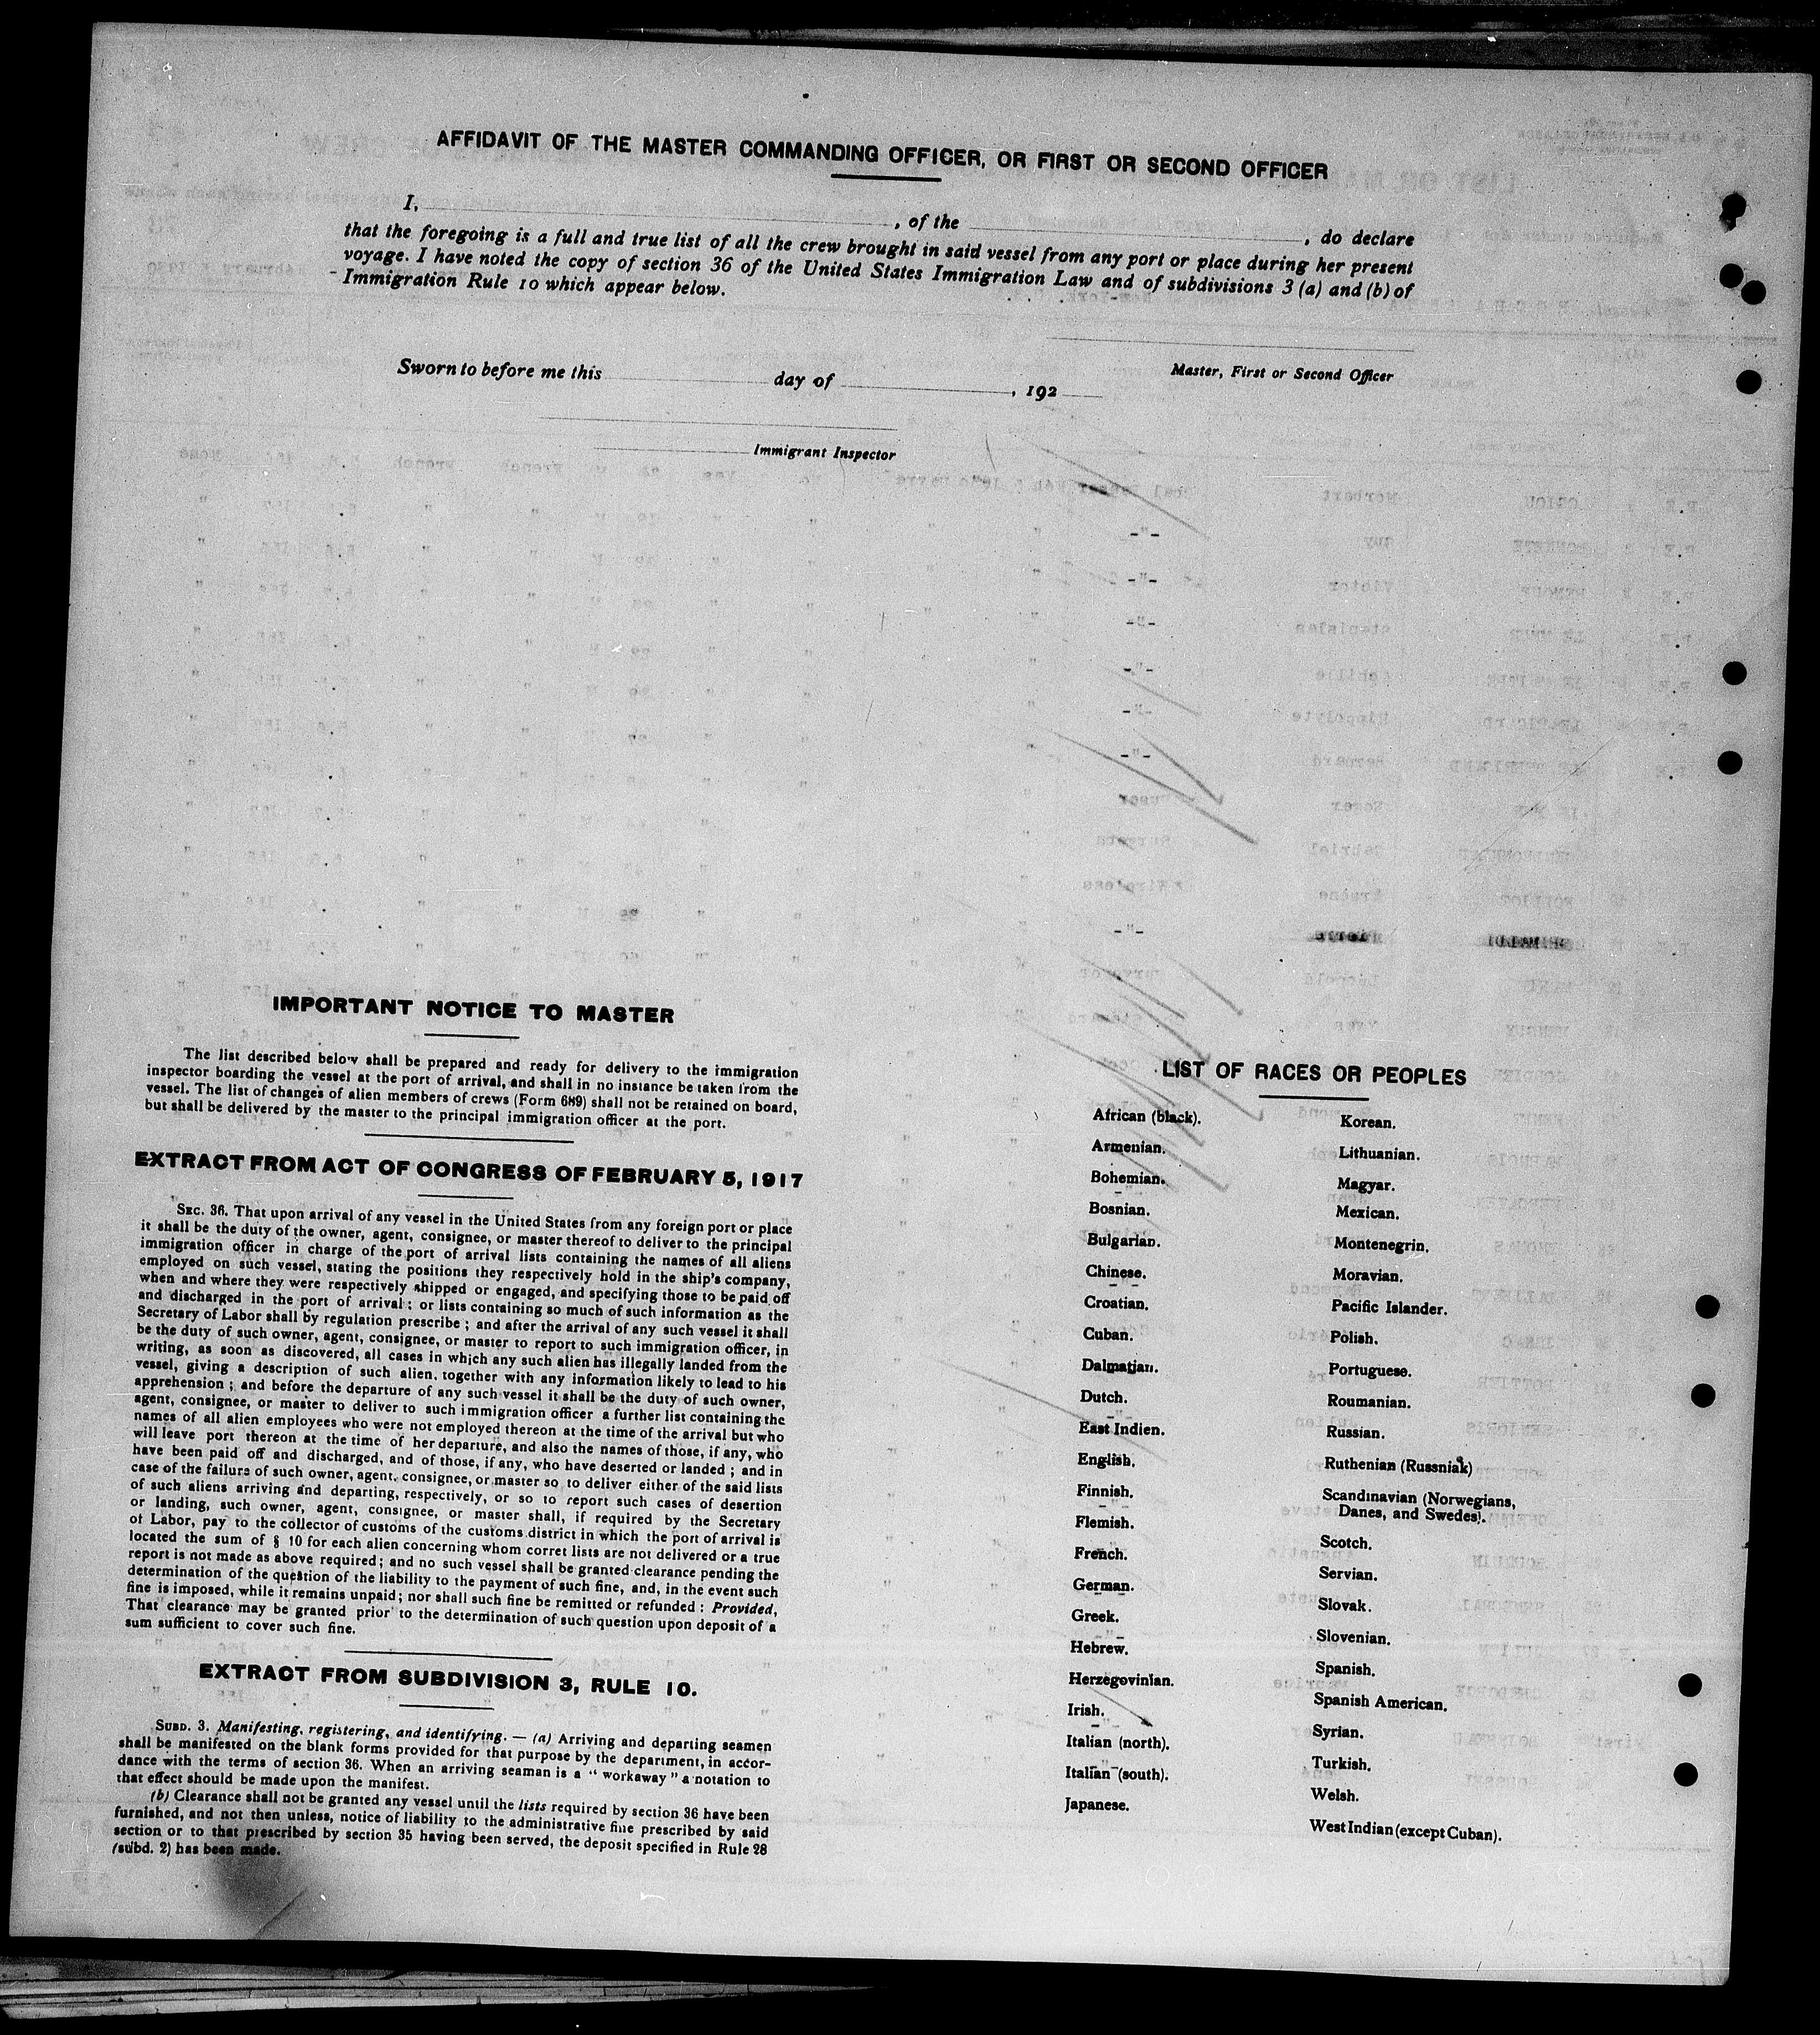 AFFIDAVIT OF THE MASTER COMMANDING OFFICER, OR FIRST OR SECOND OFFICER
I, , of the , do declare
that the foregoing is a full and true list of all the crew brought in said vessel from any port or place during her present
voyage. I have noted the copy of section 36 of the United States Immigration Law and of subdivisions 3 (a) and (b) of
Immigration Rule 10 which appear below.
Master, First or Second Officer
Sworn to before me this day of , 192
Immigrant Inspector
IMPORTANT NOTICE TO MASTER
The list described below shall be prepared and ready for delivery to the immigration
inspector boarding the vessel at the port of arrival, and shall in no instance be taken from the
vessel. The list of changes of alien members of crews (Form 689) shall not be retained on board,
but shall be delivered by the master to the principal immigration officer at the port.
EXTRACT FROM ACT OF CONGRESS OF FEBRUARY 5, 1917
SEC. 36. That upon arrival of any vessel in the United States from any foreign port or place
it shall be the duty of the owner, agent, consignee, or master thereof to deliver to the principal
immigration officer in charge of the port of arrival lists containing the names of all aliens
employed on such vessel, stating the positions they respectively hold in the ship's company,
when and where they were respectively shipped or engaged, and specifying those to be paid off
and discharged in the port of arrival ; or lists containing so much of such information as the
Secretary of Labor shall by regulation prescribe ; and after the arrival of any such vessel it shall
be the duty of such owner, agent, consignee, or master to report to such immigration officer, in
writing, as soon as discovered, all cases in which any such alien has illegally landed from the
vessel, giving a description of such alien, together with any information likely to lead to his
apprehension ; and before the departure of any such vessel it shall be the duty of such owner,
agent, consignee, or master to deliver to such immigration officer a further list containing the
names of all alien employees who were not employed thereon at the time of the arrival but who
will leave port thereon at the time of her departure, and also the names of those, if any, who
have been paid off and discharged, and of those, if any, who have deserted or landed ; and in
case of the failure of such owner, agent, consignee, or master so to deliver either of the said lists
of such aliens arriving and departing, respectively, or so to report such cases of desertion
or landing, such owner, agent, consignee, or master shall, if required by the Secretary
of Labor, pay to the collector of customs of the customs district in which the port of arrival is
located the sum of § 10 for each alien concerning whom corret lists are not delivered or a true
report is not made as above required ; and no such vessel shall be granted clearance pending the
determination of the question of the liability to the payment of such fine, and, in the event such
fine is imposed, while it remains unpaid ; nor shall such fine be remitted or refunded : Provided,
That clearance may be granted prior to the determination of such question upon deposit of a
sum sufficient to cover such fine.
EXTRACT FROM SUBDIVISION 3, RULE 10.
SUBD. 3. Manifesting, registering, and identifying. — (a) Arriving and departing seamen
shall be manifested on the blank forms provided for that purpose by the department, in accor-
dance with the terms of section 36. When an arriving seaman is a “ workaway ” a notation to
that effect should be made upon the manifest.
(b) Clearance shall not be granted any vessel until the lists required by section 36 have been
furnished, and not then unless, notice of liability to the administrative fine prescribed by said
section or to that prescribed by section 35 having been served, the deposit specified in Rule 28
(subd. 2) has been made.
LIST OF RACES OR PEOPLES
African (black).
Armenian.
Bohemian.
Bosnian.
Bulgarian.
Chinese.
Croatian.
Cuban.
Dalmatian.
Dutch.
East Indien.
English.
Finnish.
Flemish.
French.
German.
Greek.
Hebrew.
Herzegovinian.
Irish.
Italian (north).
Italian (south).
Japanese.
Korean.
Lithuanian.
Magyar.
Mexican.
Montenegrin.
Moravian.
Pacific Islander.
Polish.
Portuguese.
Roumanian.
Russian.
Ruthenian (Russniak)
Scandinavian (Norwegians,
Danes, and Swedes).
Scotch.
Servian.
Slovak.
Slovenian.
Spanish.
Spanish American.
Syrian.
Turkish.
Welsh.
West Indian (except Cuban).